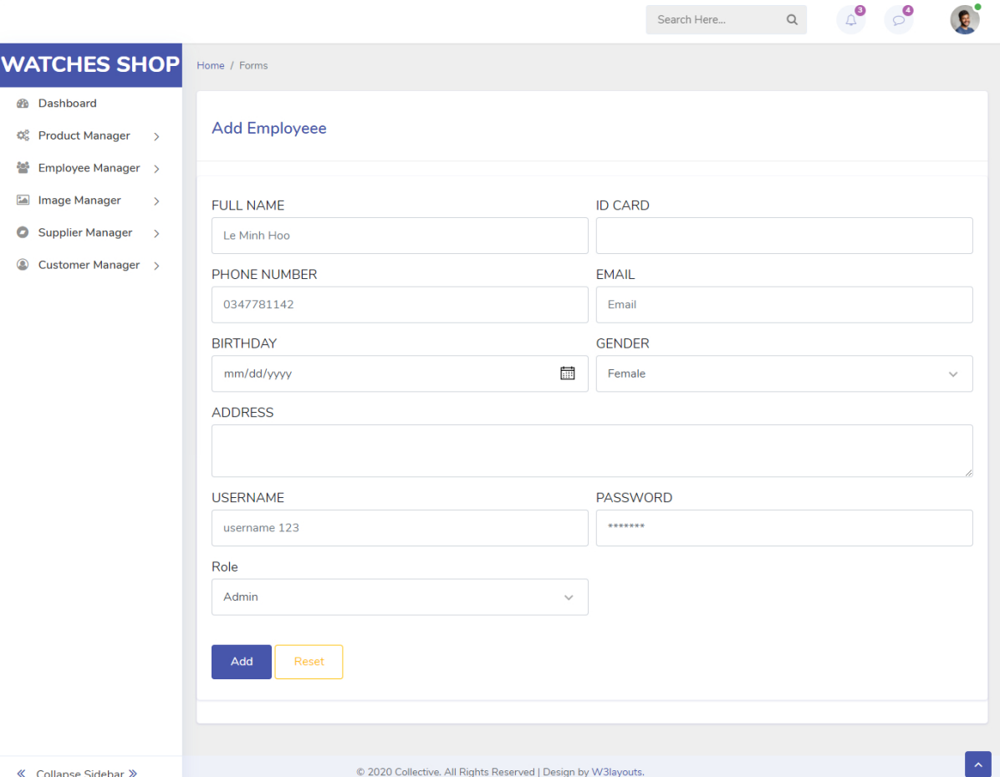 Search Here...
3
4
WATCHES SHOP
Home / Forms
Dashboard
Product Manager
Employee Manager
Image Manager
Supplier Manager
Customer Manager
Add Employeee
FULL NAME
ID CARD
Le Minh Hoo
PHONE NUMBER
EMAIL
0347781142
Email
BIRTHDAY
GENDER
mm/dd/yyyy
Female
ADDRESS
USERNAME
PASSWORD
username 123
*******
Role
Admin
Add
Reset
Collapse Sidebar
© 2020 Collective. All Rights Reserved | Design by W3layouts.